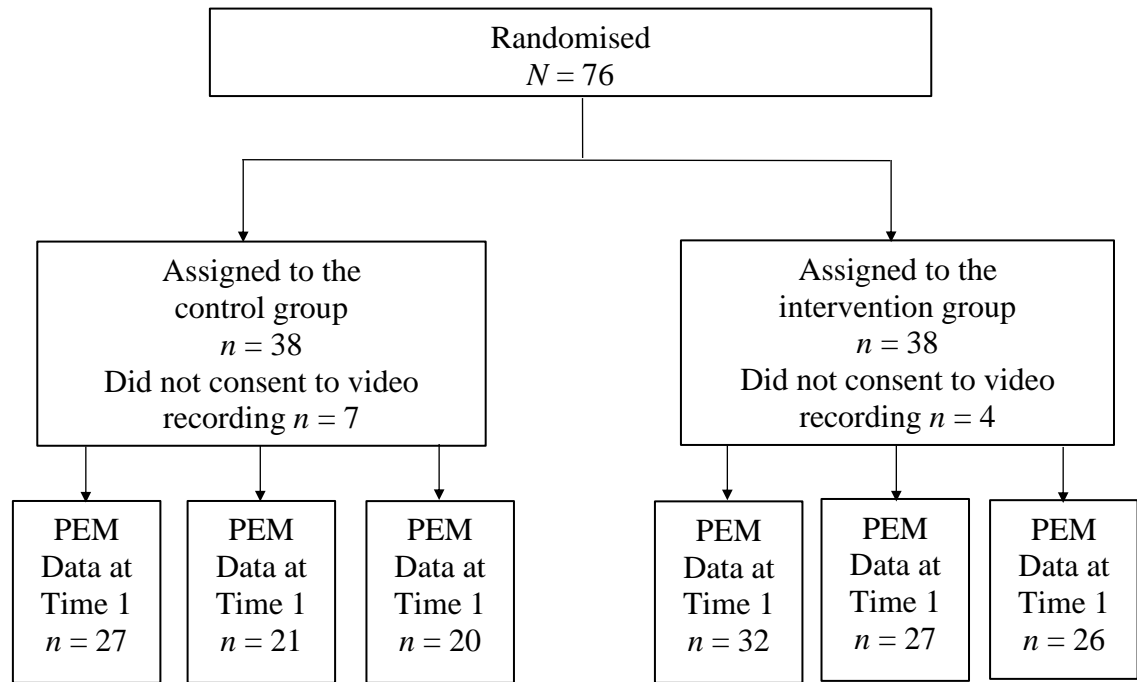 Randomised
N = 76
Assigned to the
control group
n = 38
Did not consent to video
recording n = 7
Assigned to the
intervention group
n = 38
Did not consent to video
recording n = 4
PEM
Data at
Time 1
n = 27
PEM
Data at
Time 1
n = 21
PEM
Data at
Time 1
n = 20
PEM
Data at
Time 1
n = 32
PEM
Data at
Time 1
n = 27
PEM
Data at
Time 1
n = 26